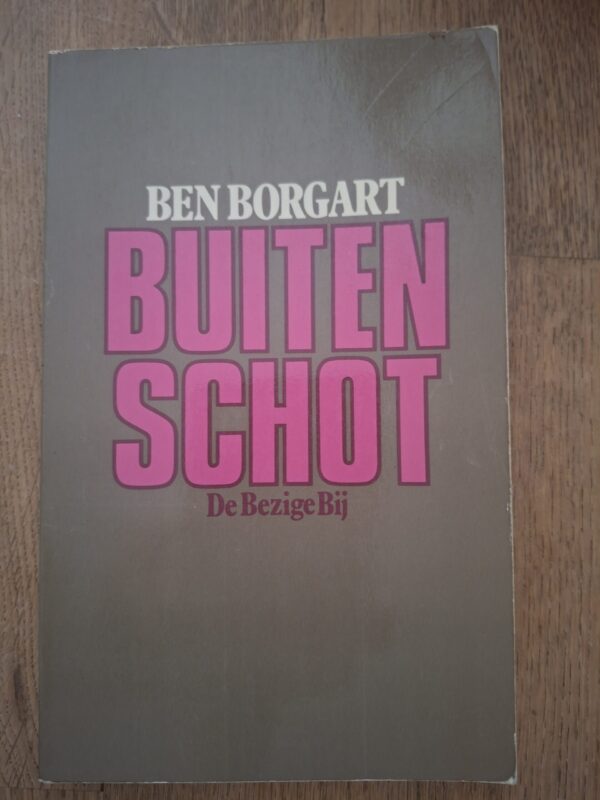 BEN BORGART
BUITEN
SCHOT
De Bezige Bij